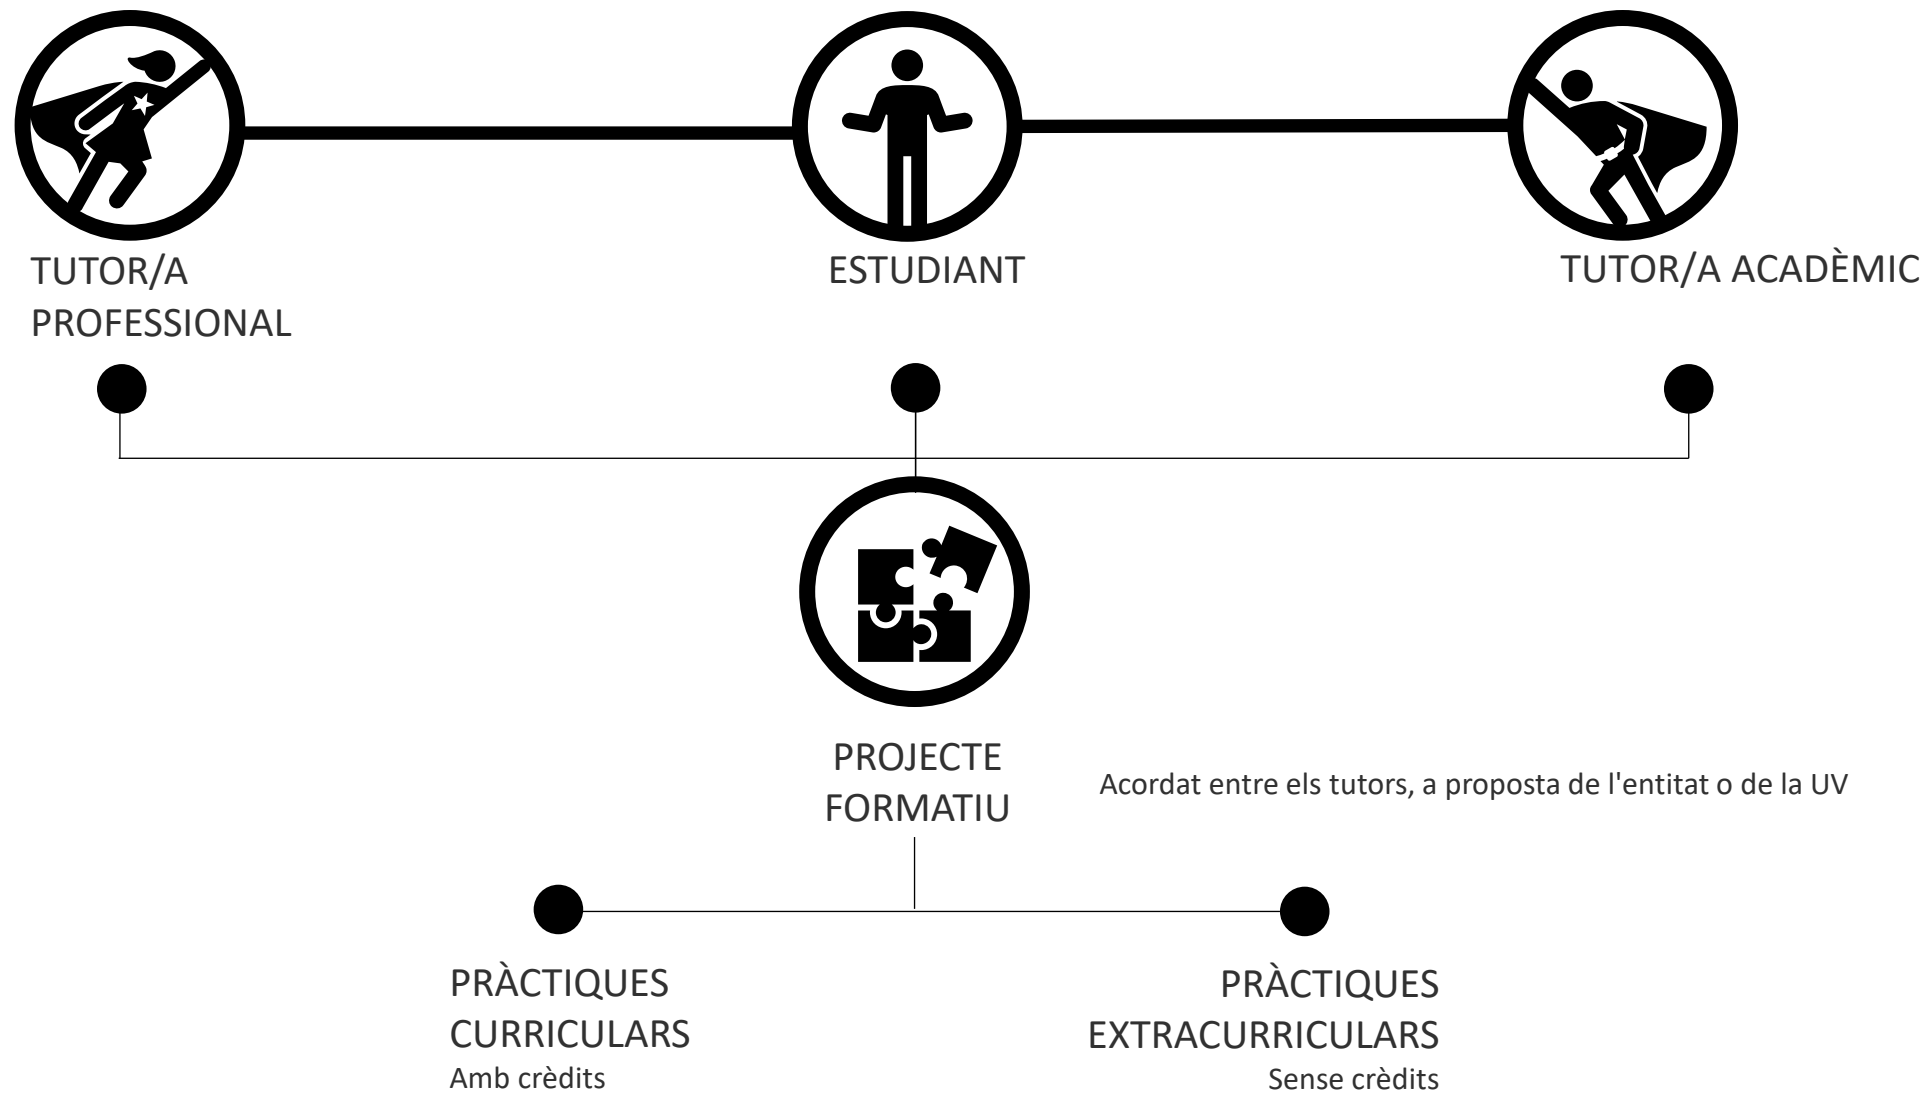 TUTOR/A
PROFESSIONAL
ESTUDIANT
TUTOR/A ACADÈMIC
PROJECTE
FORMATIU
Acordat entre els tutors, a proposta de l'entitat o de la UV
PRÀCTIQUES
CURRICULARS
Amb crèdits
PRÀCTIQUES
EXTRACURRICULARS
Sense crèdits